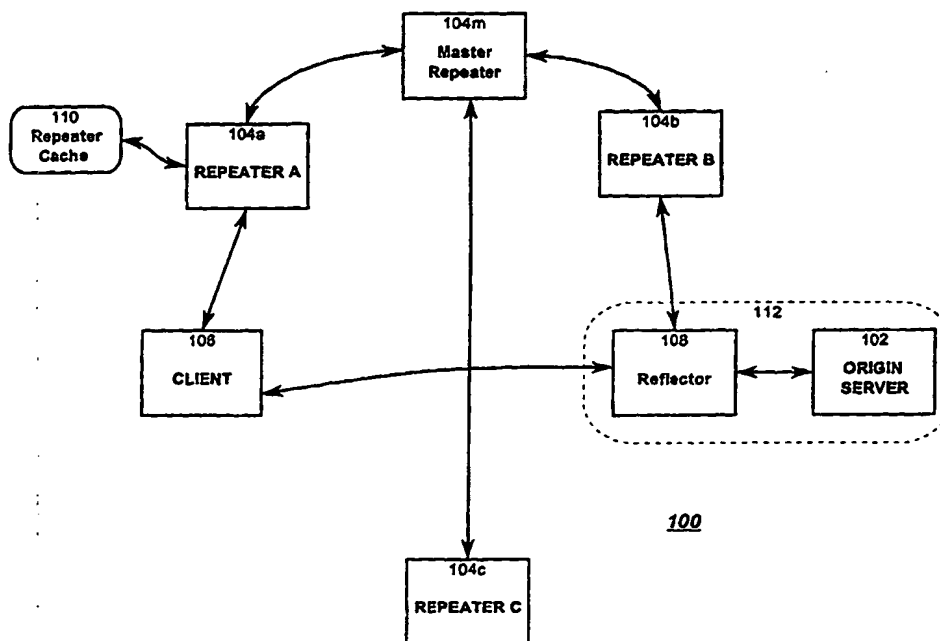 104m
Master
Repeater
110
Repeater
Cache
104a
REPEATER A
104b
REPEATER B
106
CLIENT
112
108
Reflector
102
ORIGIN
SERVER
100
104c
REPEATER C